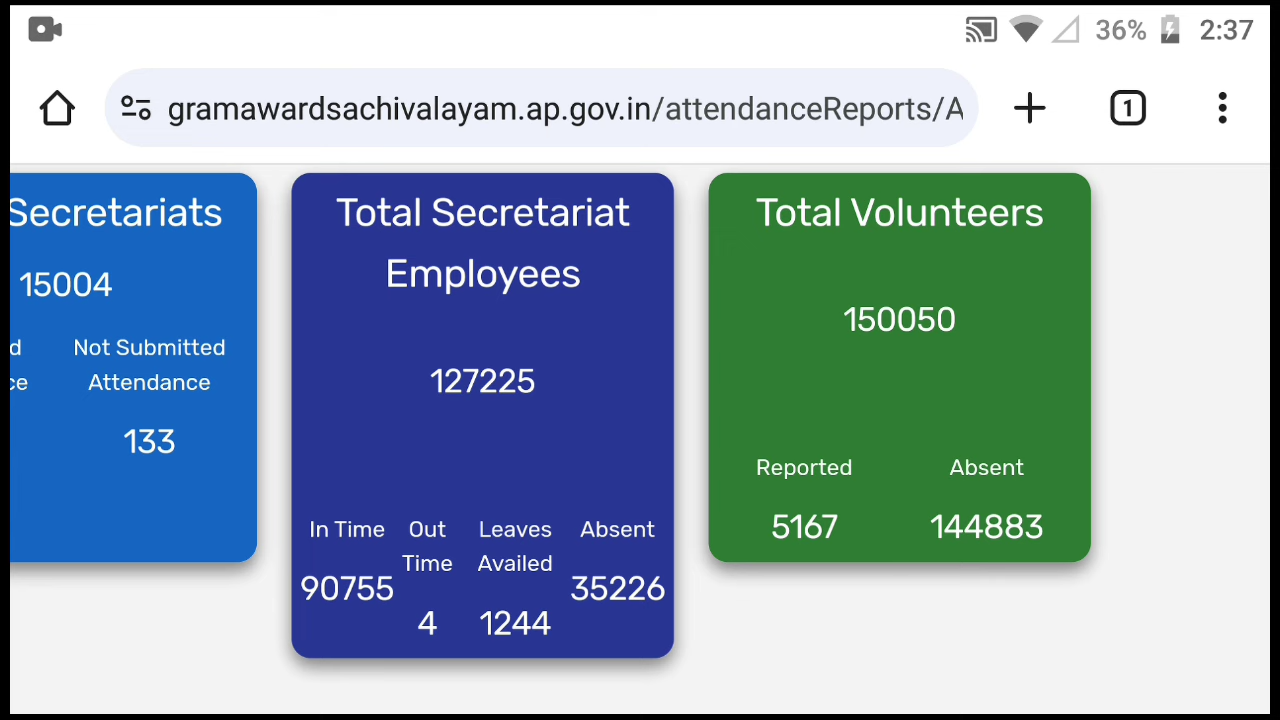 36% 2:37
gramawardsachivalayam.ap.gov.in/attendanceReports/A
1
Secretariats
15004
d
ce
Not Submitted
Attendance
133
Total Secretariat
Employees
127225
In Time
90755
Out
Time
4
Leaves
Availed
1244
Absent
35226
Total Volunteers
150050
Reported
5167
Absent
144883